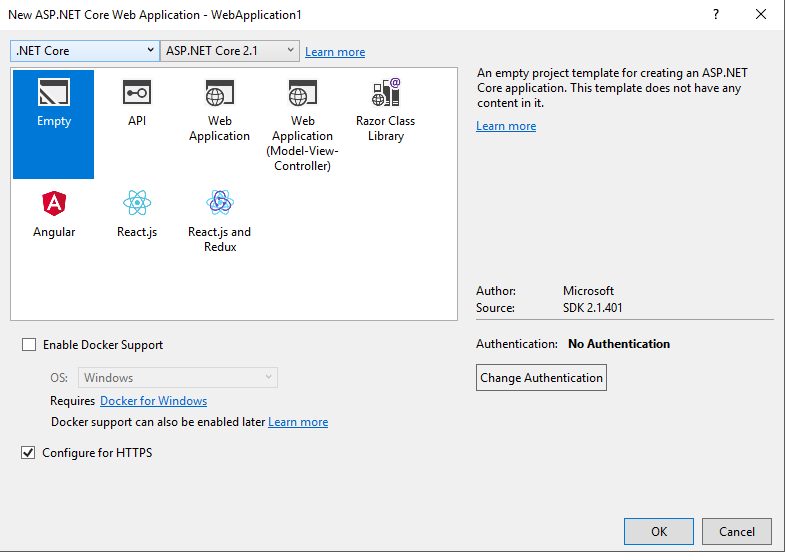 New ASP.NET Core Web Application - WebApplication1
?
.NET Core
ASP.NET Core 2.1
Learn more
Empty
API
Web
Application
Web
Application
(Model-View-
Controller)
Razor Class
Library
Angular
React.js
React.js and
Redux
An empty project template for creating an ASP.NET
Core application. This template does not have any
content in it.
Learn more
Author: Microsoft
Source: SDK 2.1.401
Authentication: No Authentication
Change Authentication
Enable Docker Support
OS: Windows
Requires Docker for Windows
Docker support can also be enabled later Learn more
Configure for HTTPS
OK
Cancel